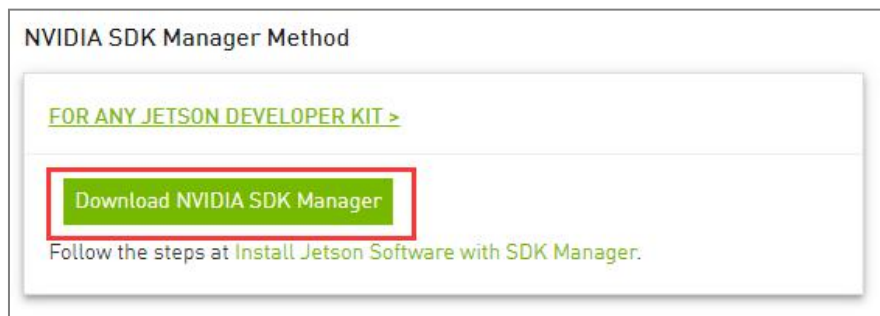 NVIDIA SDK Manager Method
FOR ANY JETSON DEVELOPER KIT >
Download NVIDIA SDK Manager
Follow the steps at Install Jetson Software with SDK Manager.